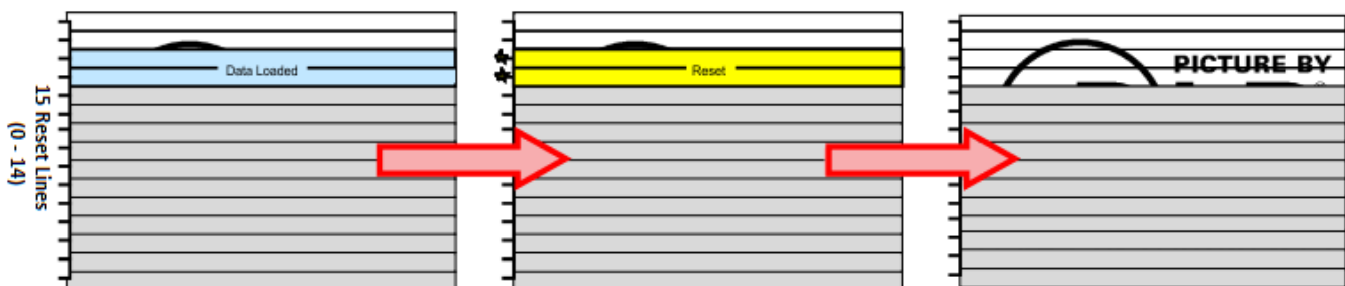 15 Reset Lines
(0 - 14)
Data Loaded
Reset
PICTURE BY